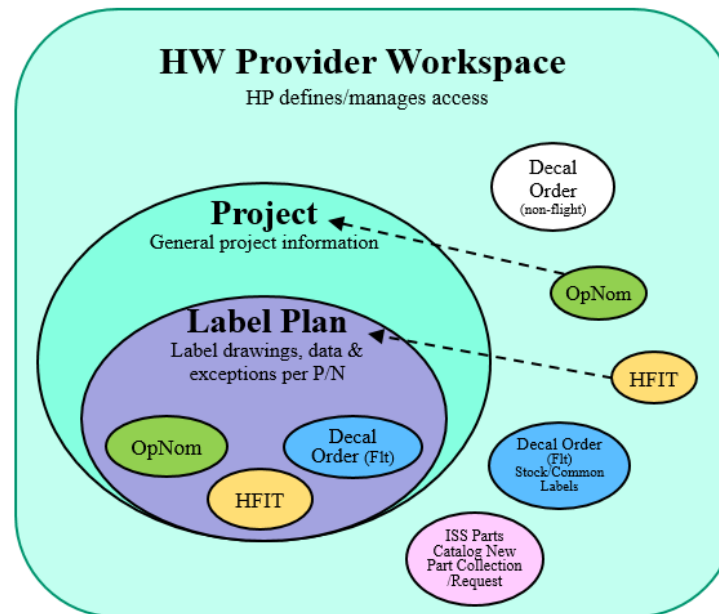 HW Provider Workspace
HP defines/manages access
Decal
Order
(non-flight)
Project
General project information
OpNom
Label Plan
Label drawings, data &
exceptions per P/N
HFIT
OpNom
Decal
Order (Flt)
HFIT
Decal Order
(Flt)
Stock/Common
Labels
ISS Parts
Catalog New
Part Collection
/Request